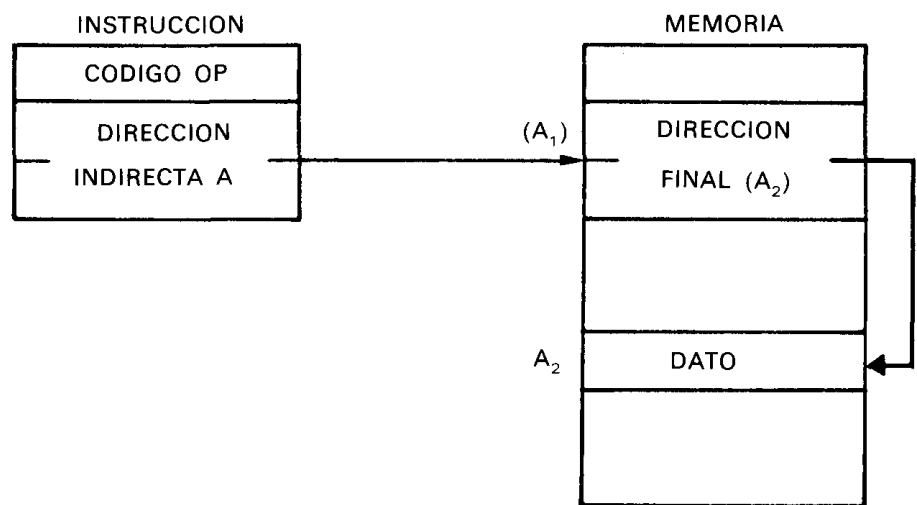 INSTRUCCION
CODIGO OP
DIRECCION
INDIRECTA A
MEMORIA
(A₁)
DIRECCION
FINAL (A₂)
A₂
DATO